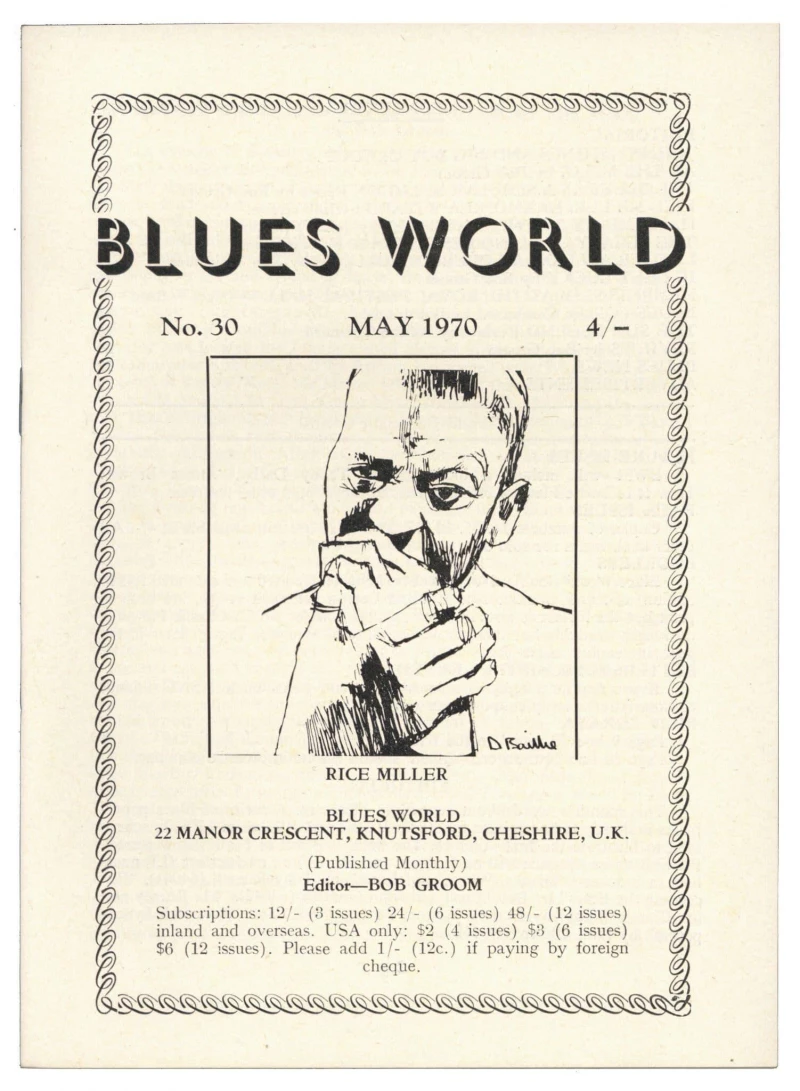 BLUES WORLD
No. 30 MAY 1970 4/-
D Baillie
RICE MILLER
BLUES WORLD
22 MANOR CRESCENT, KNUTSFORD, CHESHIRE, U.K.
(Published Monthly)
Editor—BOB GROOM
Subscriptions: 12/- (3 issues) 24/- (6 issues) 48/- (12 issues)
inland and overseas. USA only: $2 (4 issues) $3 (6 issues)
$6 (12 issues). Please add 1/- (12c.) if paying by foreign
cheque.